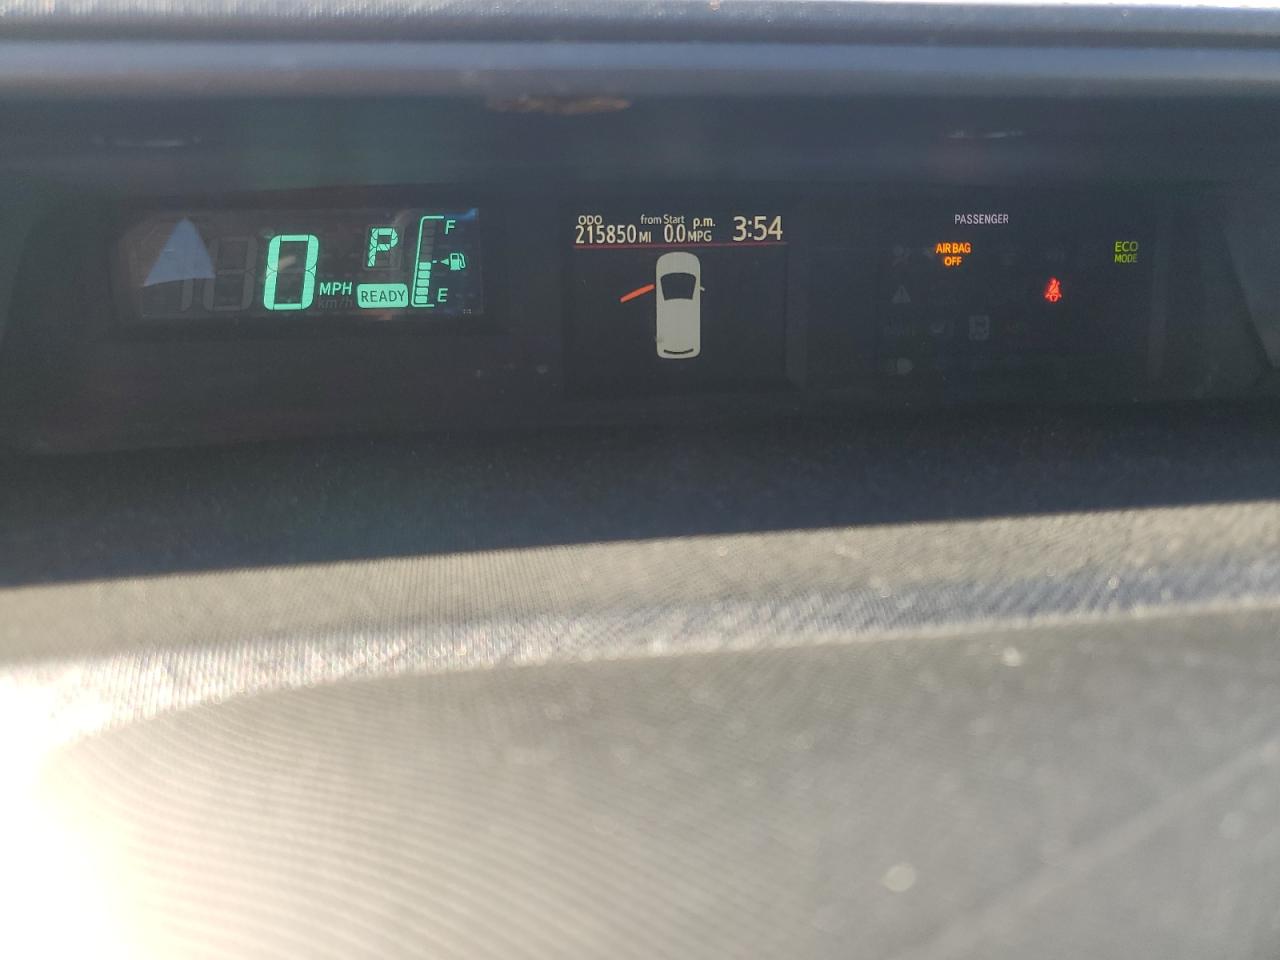 0 MPH
km/h
P
READY
F
E
ODO
215850 MI
from Start
0.0 MPG
p.m.
3:54
PASSENGER
AIR BAG
OFF
ECO
MODE